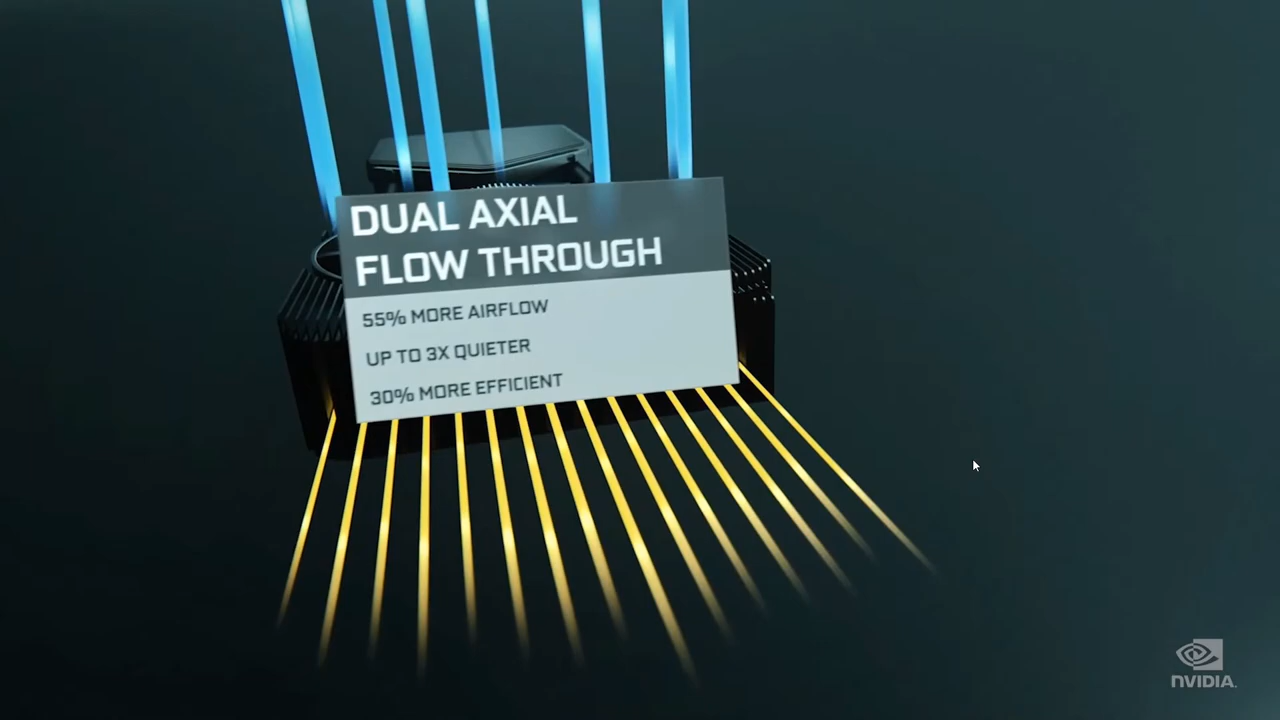 DUAL AXIAL
FLOW THROUGH
55% MORE AIRFLOW
UP TO 3X QUIETER
30% MORE EFFICIENT
NVIDIA.